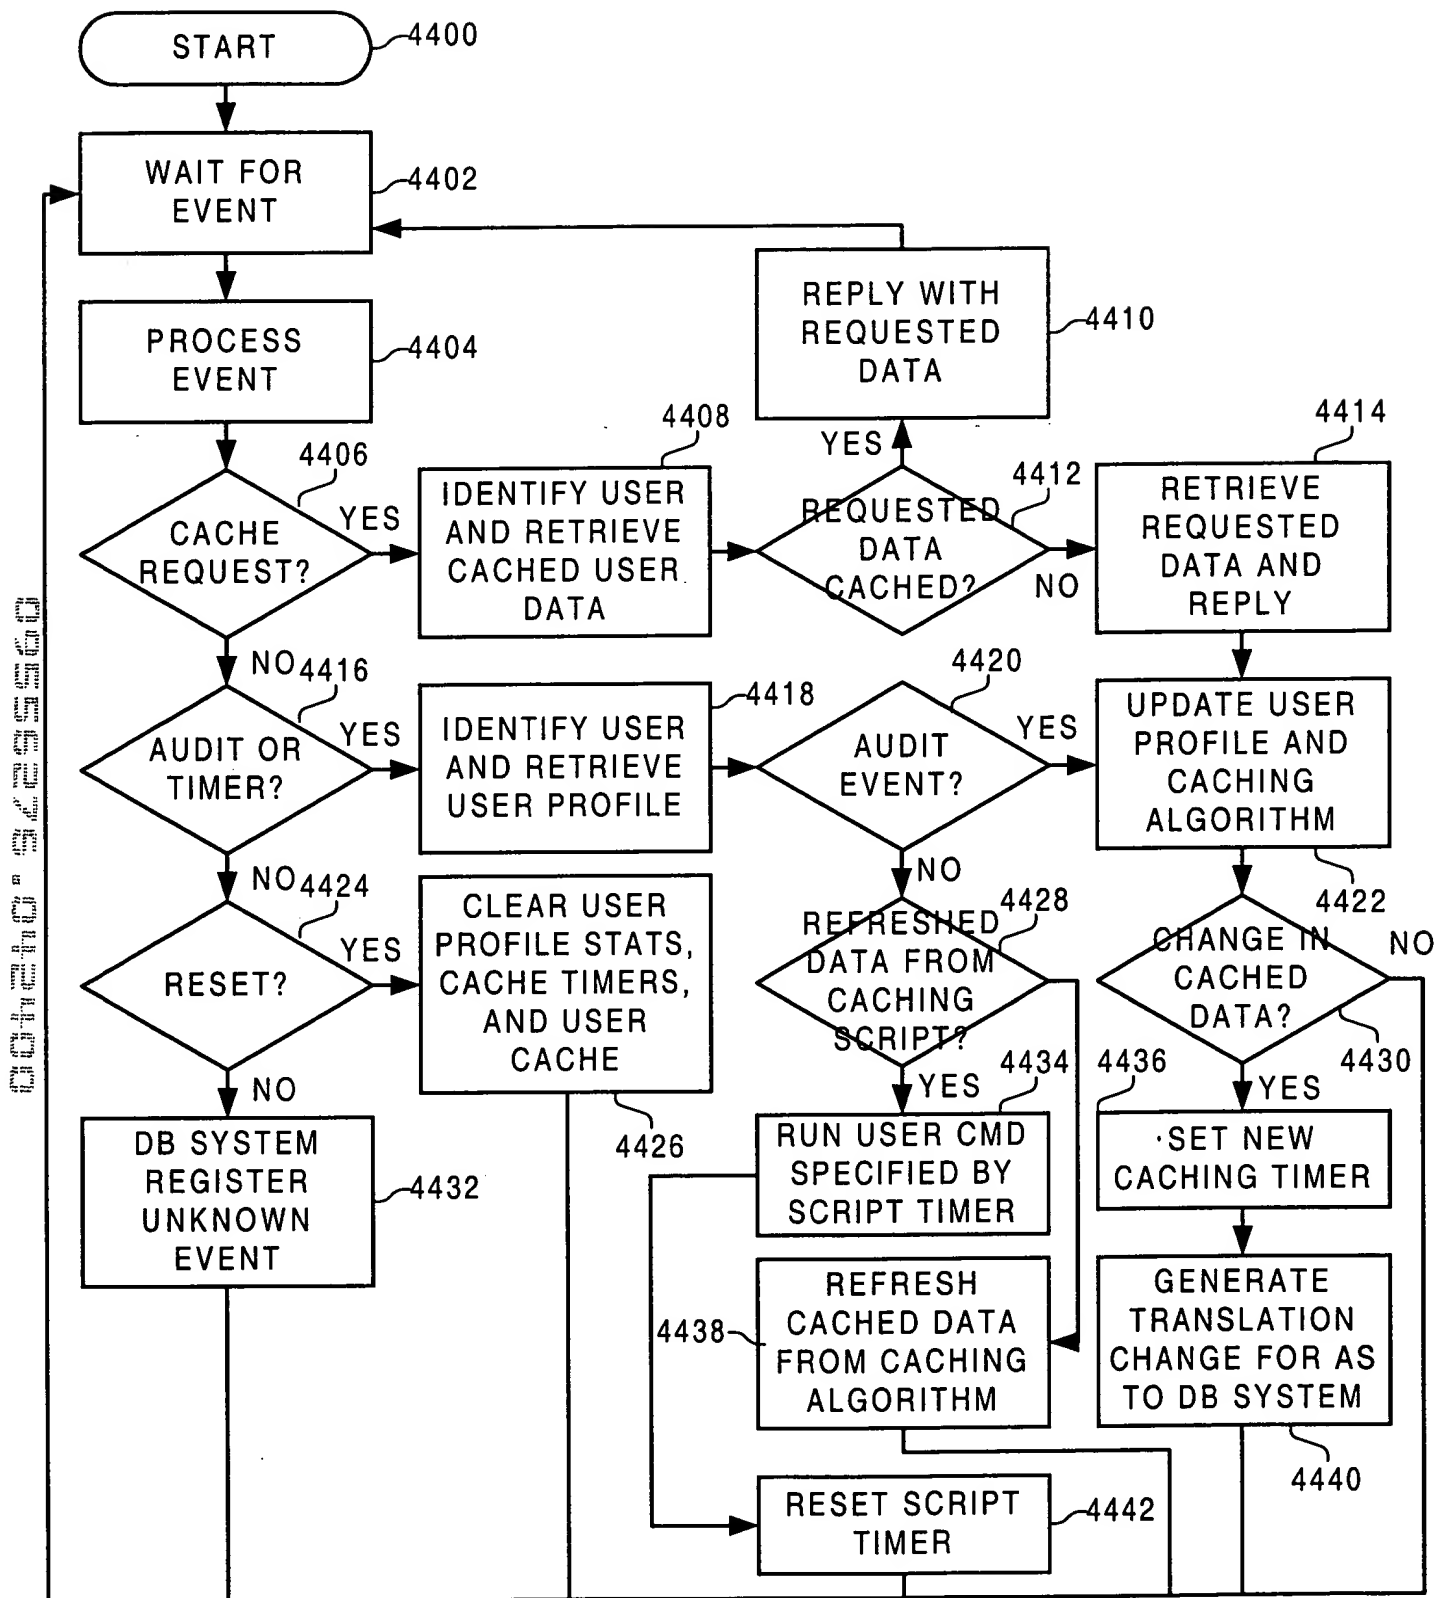 START
4400
WAIT FOR
EVENT
4402
PROCESS
EVENT
4404
REPLY WITH
REQUESTED
DATA
4410
CACHE
REQUEST?
4406
YES
NO
IDENTIFY USER
AND RETRIEVE
CACHED USER
DATA
4408
REQUESTED
DATA
CACHED?
4412
YES
NO
RETRIEVE
REQUESTED
DATA AND
REPLY
4414
AUDIT OR
TIMER?
4416
YES
NO
IDENTIFY USER
AND RETRIEVE
USER PROFILE
4418
AUDIT
EVENT?
4420
YES
NO
UPDATE USER
PROFILE AND
CACHING
ALGORITHM
4422
RESET?
4424
YES
NO
CLEAR USER
PROFILE STATS,
CACHE TIMERS,
AND USER
CACHE
4426
REFRESHED
DATA FROM
CACHING
SCRIPT?
4428
YES
CHANGE IN
CACHED
DATA?
4430
NO
YES
DB SYSTEM
REGISTER
UNKNOWN
EVENT
4432
RUN USER CMD
SPECIFIED BY
SCRIPT TIMER
4434
SET NEW
CACHING TIMER
4436
REFRESH
CACHED DATA
FROM CACHING
ALGORITHM
4438
GENERATE
TRANSLATION
CHANGE FOR AS
TO DB SYSTEM
4440
RESET SCRIPT
TIMER
4442